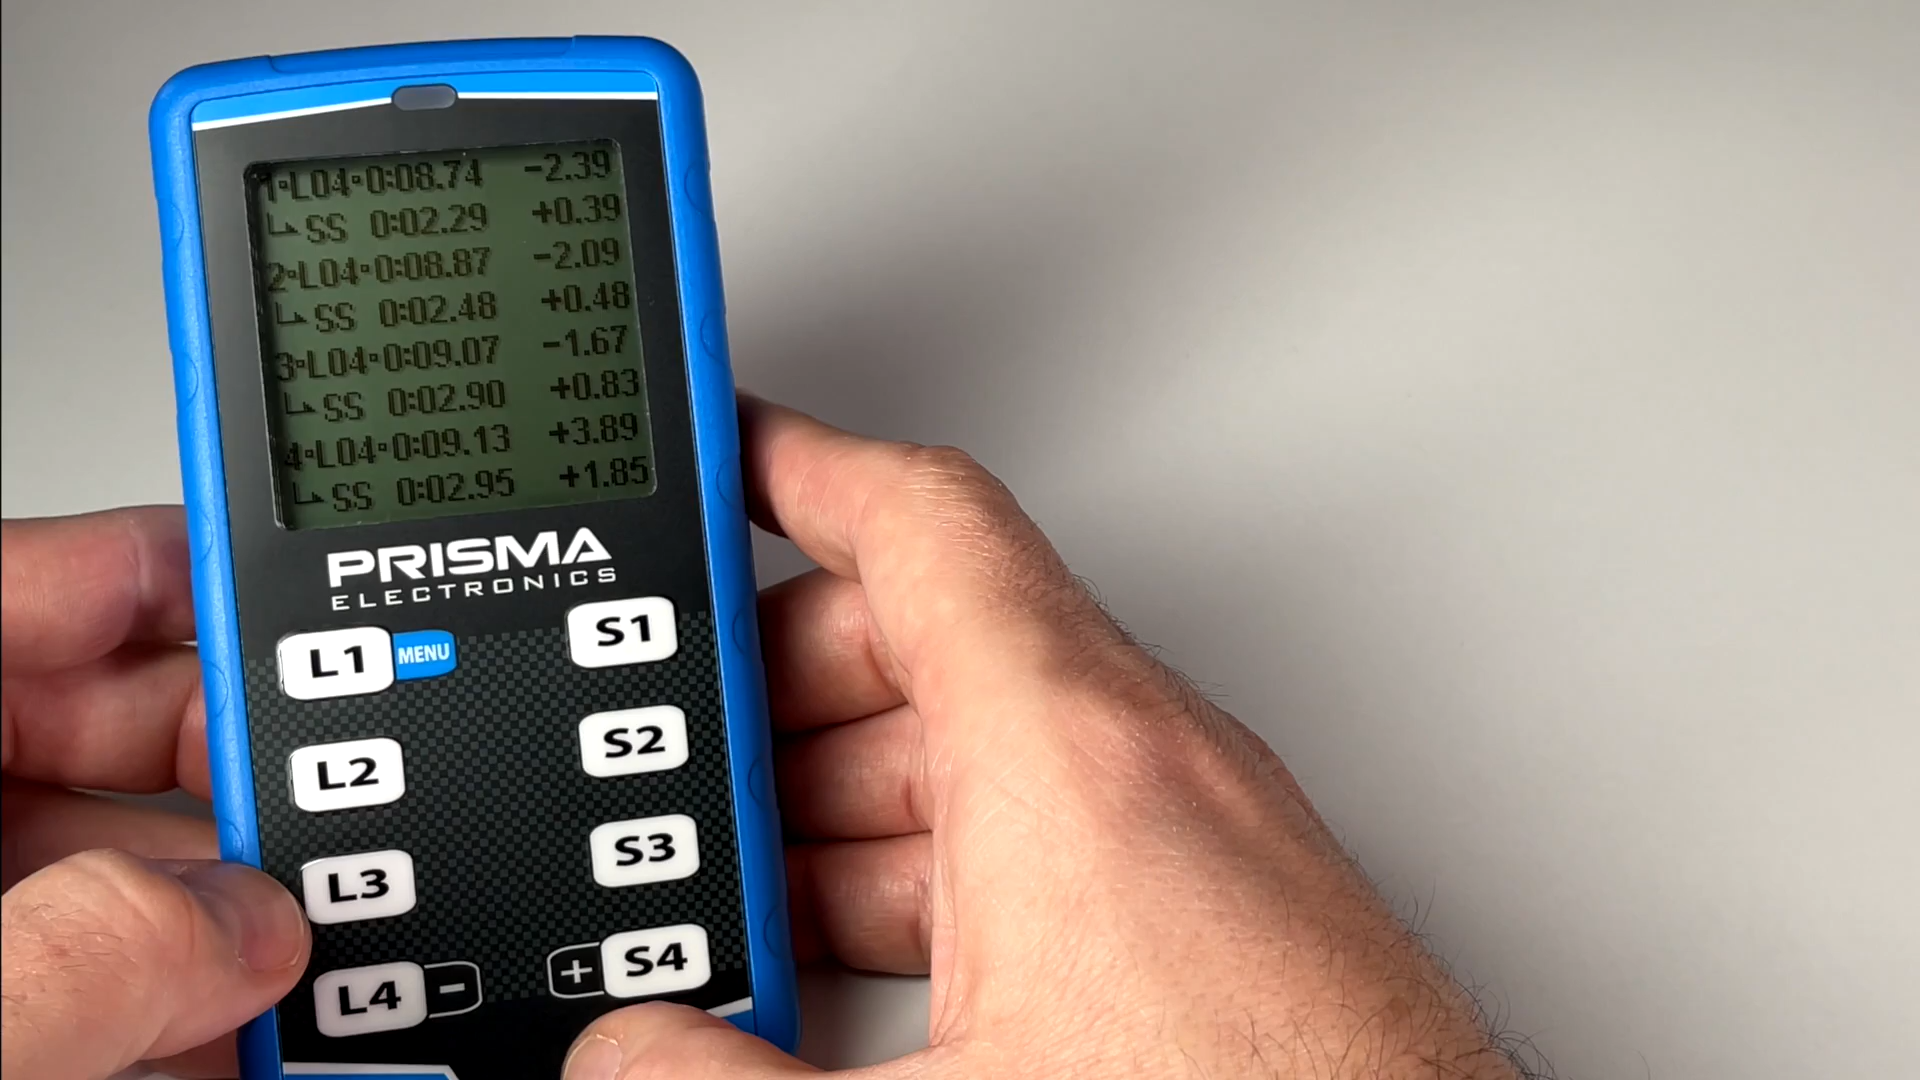 1·L04·0:08.74 -2.39
SS 0:02.29 +0.39
2·L04·0:08.87 -2.09
SS 0:02.48 +0.48
3·L04·0:09.07 -1.67
SS 0:02.90 +0.83
4·L04·0:09.13 +3.89
SS 0:02.95 +1.85
PRISMA
ELECTRONICS
L1 MENU S1
L2 S2
L3 S3
L4 - + S4